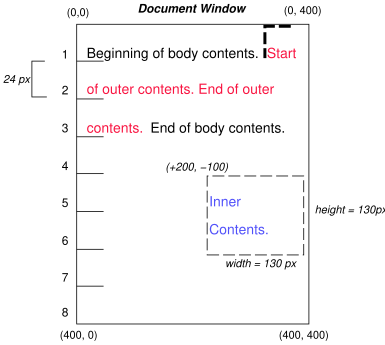 Document Window
(0,0)
(0, 400)
1
Beginning of body contents. Start
24 px
2
of outer contents. End of outer
3
contents. End of body contents.
4
(+200, −100)
5
Inner
height = 130px
6
Contents.
width = 130 px
7
8
(400, 0)
(400, 400)